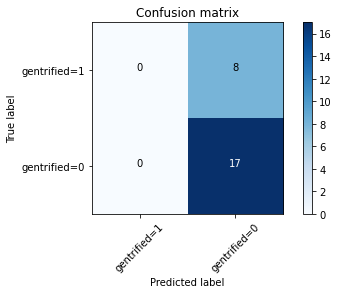 Confusion matrix
gentrified=1
gentrified=0
True label
0
8
0
17
gentrified=1
gentrified=0
Predicted label
16
14
12
10
8
6
4
2
0